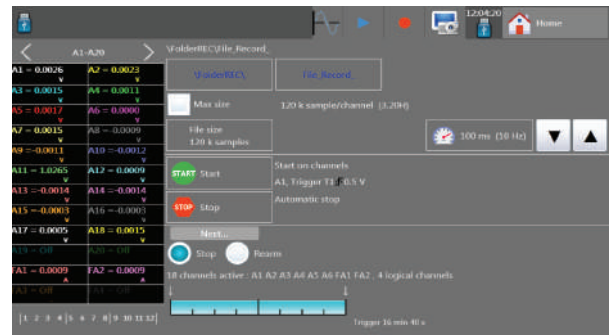 12:04:20
Home
A1-A20
\FolderREC\File_Record_
A1 = 0.0026 V
A2 = 0.0023 V
A3 = 0.0015 V
A4 = 0.0011 V
A5 = 0.0017 V
A6 = 0.0000 V
A7 = 0.0015 V
A8 = -0.0009 V
A9 =-0.0011 V
A10 =-0.0012 V
A11 = 1.0265 V
A12 = 0.0009 V
A13 =-0.0014 V
A14 =-0.0014 V
A15 =-0.0003 V
A16 =-0.0003 V
A17 = 0.0005 V
A18 = 0.0015 V
A19 = Off
A20 = Off
FA1 = 0.0009 A
FA2 = 0.0009 A
FA3 = Off
FA4 = Off
1 2 3 4 5 6 7 8 9 10 11 12
\FolderREC\
File_Record_
Max size
120 k sample/channel (3.20H)
File size
120 k samples
100 ms (10 Hz)
START Start
Start on channels
A1, Trigger T1 0.5 V
STOP Stop
Automatic stop
Next...
Stop
Rearm
18 channels active : A1 A2 A3 A4 A5 A6 FA1 FA2 , 4 logical channels
Trigger 16 min 40 s